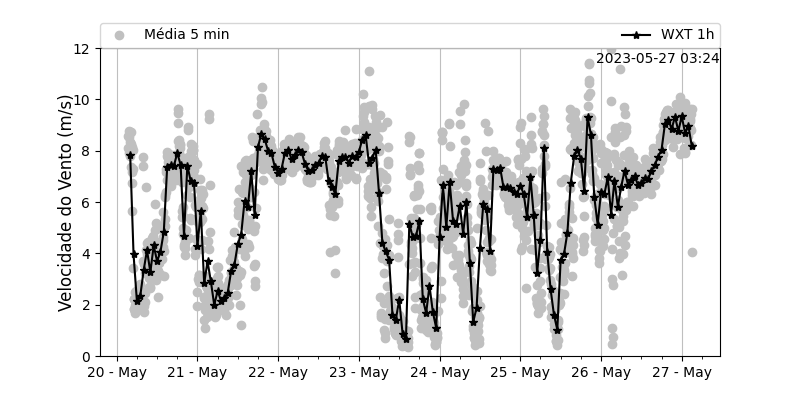 Média 5 min
WXT 1h
2023-05-27 03:24
Velocidade do Vento (m/s)
12
10
8
6
4
2
0
20 - May
21 - May
22 - May
23 - May
24 - May
25 - May
26 - May
27 - May